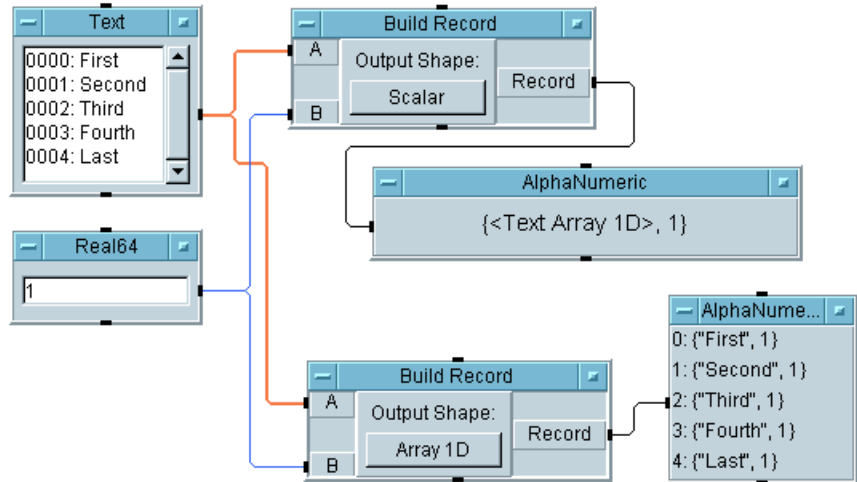 Text
0000: First
0001: Second
0002: Third
0003: Fourth
0004: Last
Build Record
A
Output Shape:
Scalar
Record
B
AlphaNumeric
{<Text Array 1D>, 1}
Real64
1
Build Record
A
Output Shape:
Array 1D
Record
B
AlphaNume...
0: {"First", 1}
1: {"Second", 1}
2: {"Third", 1}
3: {"Fourth", 1}
4: {"Last", 1}